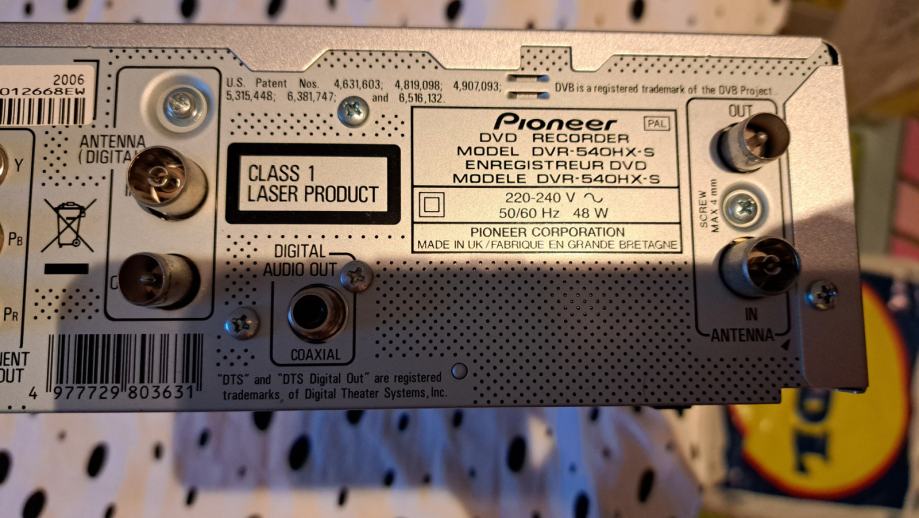 2006
012668EW
U.S. Patent Nos. 4,631,603; 4,819,098; 4,907,093;
5,315,448; 6,381,747; and 6,516,132.
DVB is a registered trademark of the DVB Project.
ANTENNA
(DIGITAL
Y
PB
PR
CLASS 1
LASER PRODUCT
Pioneer
PAL
DVD RECORDER
MODEL DVR-540HX-S
ENREGISTREUR DVD
MODELE DVR-540HX-S
220-240 V ~
50/60 Hz 48 W
PIONEER CORPORATION
MADE IN UK/FABRIQUE EN GRANDE BRETAGNE
OUT
SCREW
MAX 4 mm
IN
ANTENNA
DIGITAL
AUDIO OUT
COAXIAL
NENT
OUT
4 977729 803631
"DTS" and "DTS Digital Out" are registered
trademarks of Digital Theater Systems, Inc.
DL